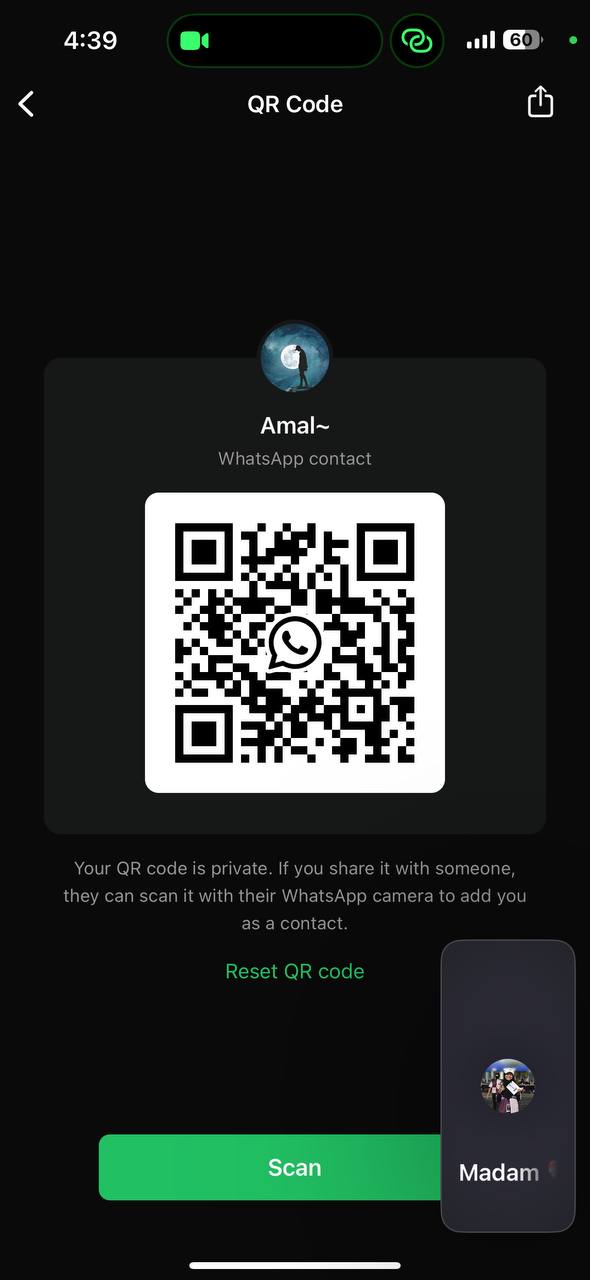 4:39
60
QR Code
Amal~
WhatsApp contact
Your QR code is private. If you share it with someone,
they can scan it with their WhatsApp camera to add you
as a contact.
Reset QR code
Scan
Madam